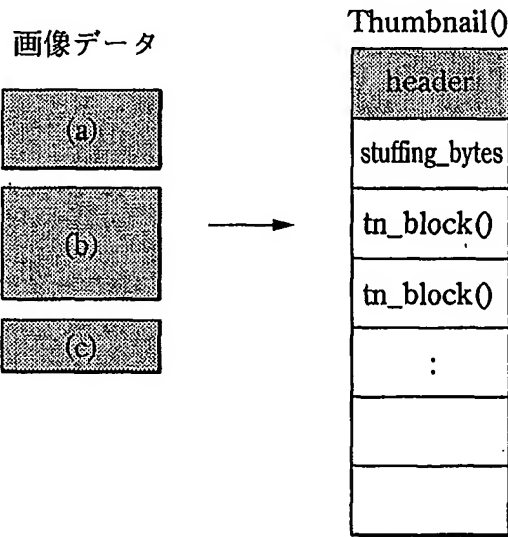 画像データ
(a)
(b)
(c)
Thumbnail()
header
stuffing_bytes
tn_block()
tn_block()
: